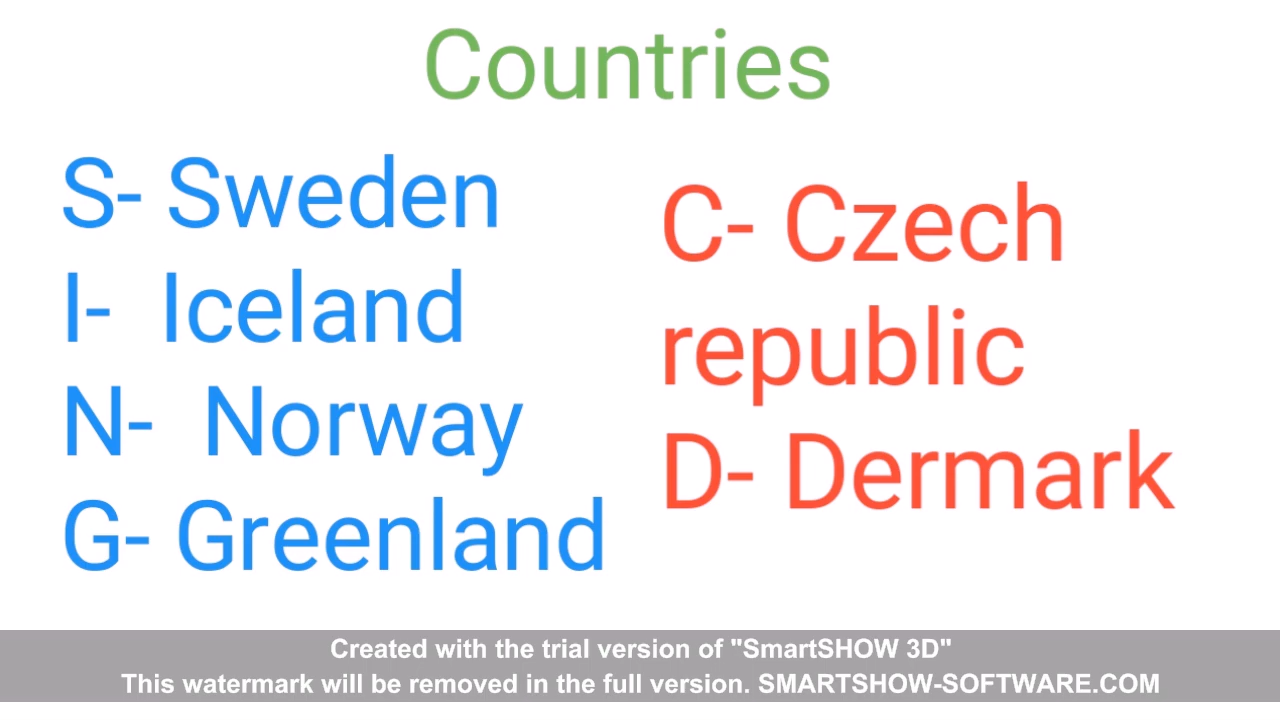 Countries
S- Sweden
I- Iceland
N- Norway
G- Greenland
C- Czech
republic
D- Dermark
Created with the trial version of "SmartSHOW 3D"
This watermark will be removed in the full version. SMARTSHOW-SOFTWARE.COM